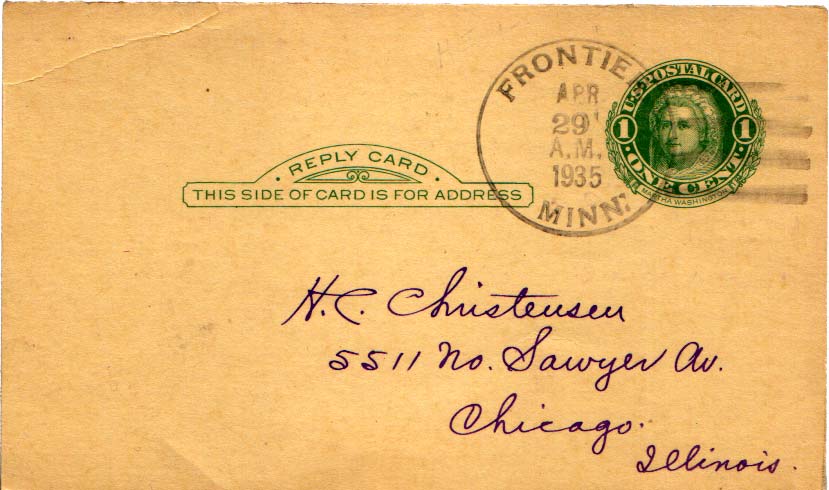 FRONTIE
APR
29
A.M.
1935
MINN.
U.S. POSTAL CARD
1 1
ONE CENT
MARTHA WASHINGTON
REPLY CARD
THIS SIDE OF CARD IS FOR ADDRESS
H. C. Christensen
5511 No. Sawyer Av.
Chicago.
Illinois.